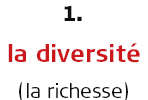 1.
la diversité
(la richesse)